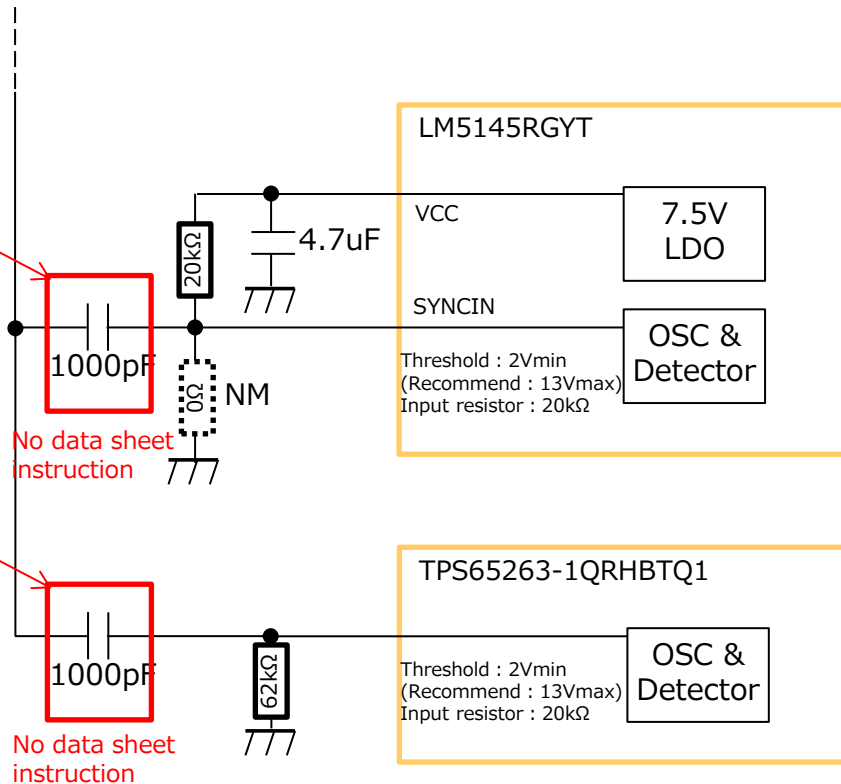 LM5145RGYT
VCC
7.5V
LDO
20kΩ
4.7uF
SYNCIN
OSC &
Detector
1000pF
Threshold : 2Vmin
(Recommend : 13Vmax)
Input resistor : 20kΩ
0Ω
NM
No data sheet
instruction
TPS65263-1QRHBTQ1
1000pF
62kΩ
Threshold : 2Vmin
(Recommend : 13Vmax)
Input resistor : 20kΩ
OSC &
Detector
No data sheet
instruction